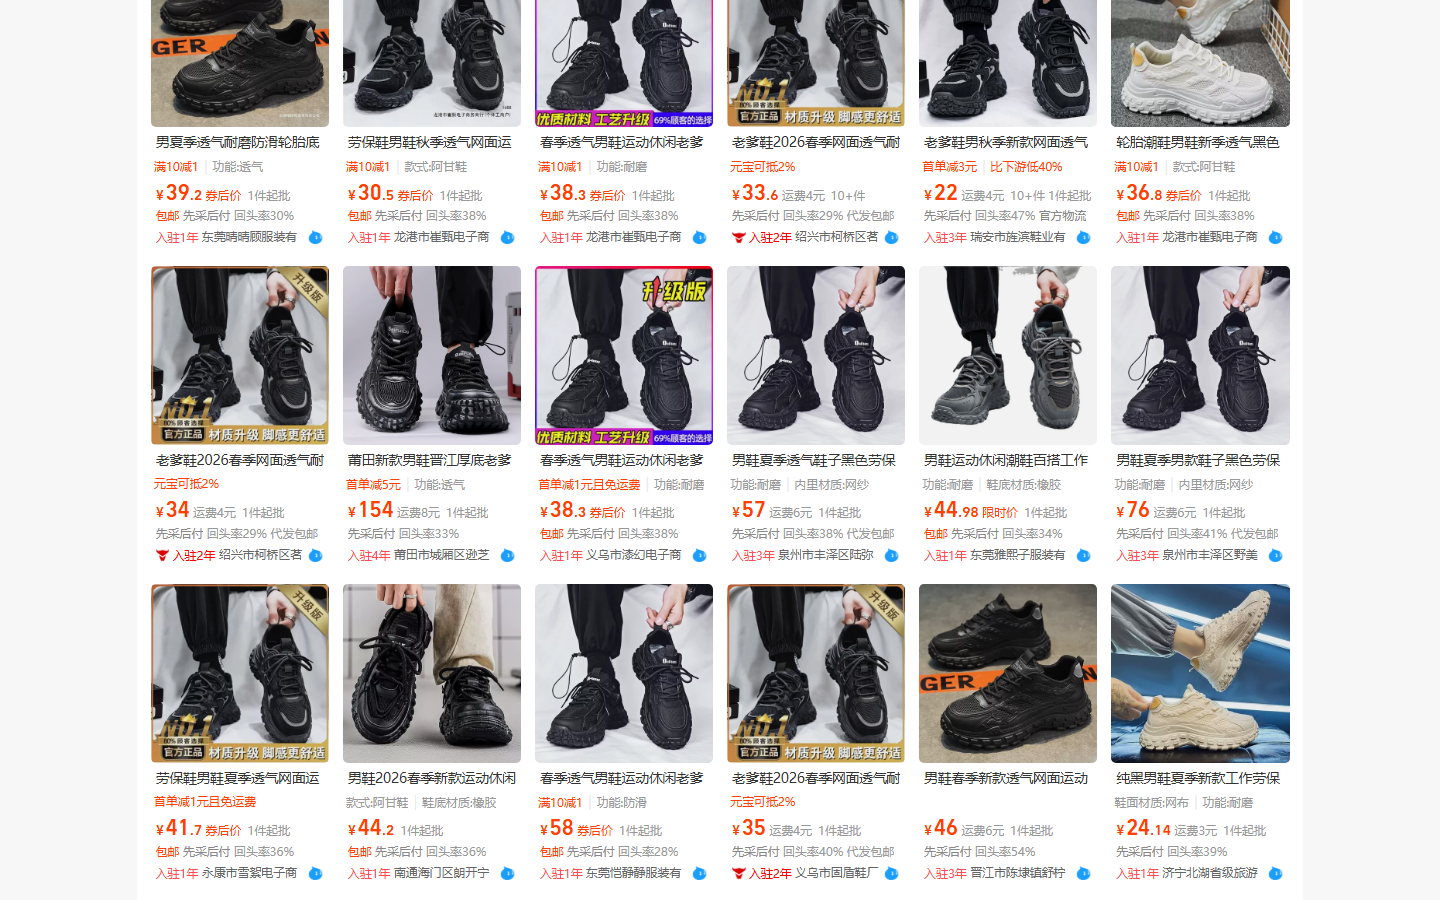 GER
优质材料 工艺升级 69%顾客的选择
NO.1
80%顾客选择
官方正品 材质升级 脚感更舒适
男夏季透气耐磨防滑轮胎底
满10减1 功能:透气
¥39.2 券后价 1件起批
包邮 先采后付 回头率30%
入驻1年 东莞晴晴顾服装有
劳保鞋男鞋秋季透气网面运
满10减1 款式:阿甘鞋
¥30.5 券后价 1件起批
包邮 先采后付 回头率38%
入驻1年 龙港市崔甄电子商
春季透气男鞋运动休闲老爹
满10减1 功能:耐磨
¥38.3 券后价 1件起批
包邮 先采后付 回头率38%
入驻1年 龙港市崔甄电子商
老爹鞋2026春季网面透气耐
元宝可抵2%
¥33.6 运费4元 10+件
先采后付 回头率29% 代发包邮
入驻2年 绍兴市柯桥区茗
老爹鞋男秋季新款网面透气
首单减3元 比下游低40%
¥22 运费4元 10+件 1件起批
先采后付 回头率47% 官方物流
入驻3年 瑞安市旌滨鞋业有
轮胎潮鞋男鞋新季透气黑色
满10减1 款式:阿甘鞋
¥36.8 券后价 1件起批
包邮 先采后付 回头率38%
入驻1年 龙港市崔甄电子商
升级版
NO.1
80%顾客选择
官方正品 材质升级 脚感更舒适
升级版
优质材料 工艺升级 69%顾客的选择
老爹鞋2026春季网面透气耐
元宝可抵2%
¥34 运费4元 1件起批
先采后付 回头率29% 代发包邮
入驻2年 绍兴市柯桥区茗
莆田新款男鞋晋江厚底老爹
首单减5元 功能:透气
¥154 运费8元 1件起批
先采后付 回头率33%
入驻4年 莆田市城厢区逊芝
春季透气男鞋运动休闲老爹
首单减1元且免运费 功能:耐磨
¥38.3 券后价 1件起批
包邮 先采后付 回头率38%
入驻1年 义乌市漆幻电子商
男鞋夏季透气鞋子黑色劳保
功能:耐磨 内里材质:网纱
¥57 运费6元 1件起批
先采后付 回头率38% 代发包邮
入驻3年 泉州市丰泽区陆弥
男鞋运动休闲潮鞋百搭工作
功能:耐磨 鞋底材质:橡胶
¥44.98 限时价 1件起批
包邮 先采后付 回头率34%
入驻1年 东莞雅熙子服装有
男鞋夏季男款鞋子黑色劳保
功能:耐磨 内里材质:网纱
¥76 运费6元 1件起批
先采后付 回头率41% 代发包邮
入驻3年 泉州市丰泽区野美
升级版
NO.1
80%顾客选择
官方正品 材质升级 脚感更舒适
升级版
NO.1
80%顾客选择
官方正品 材质升级 脚感更舒适
GER
劳保鞋男鞋夏季透气网面运
首单减1元且免运费
¥41.7 券后价 1件起批
包邮 先采后付 回头率36%
入驻1年 永康市雪絮电子商
男鞋2026春季新款运动休闲
款式:阿甘鞋 鞋底材质:橡胶
¥44.2 1件起批
包邮 先采后付 回头率36%
入驻1年 南通海门区朗开宁
春季透气男鞋运动休闲老爹
满10减1 功能:防滑
¥58 券后价 1件起批
包邮 先采后付 回头率28%
入驻1年 东莞恺静静服装有
老爹鞋2026春季网面透气耐
元宝可抵2%
¥35 运费4元 1件起批
先采后付 回头率40% 代发包邮
入驻2年 义乌市固盾鞋厂
男鞋春季新款透气网面运动
¥46 运费6元 1件起批
先采后付 回头率54%
入驻3年 晋江市陈埭镇舒柠
纯黑男鞋夏季新款工作劳保
鞋面材质:网布 功能:耐磨
¥24.14 运费3元 1件起批
先采后付 回头率39%
入驻1年 济宁北湖省级旅游